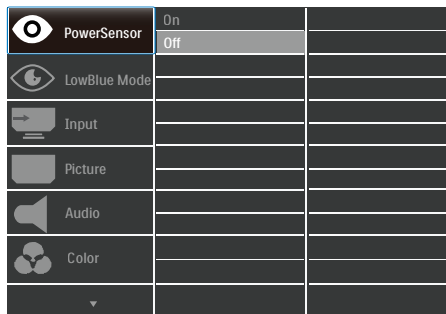 PowerSensor
On
Off
LowBlue Mode
Input
Picture
Audio
Color